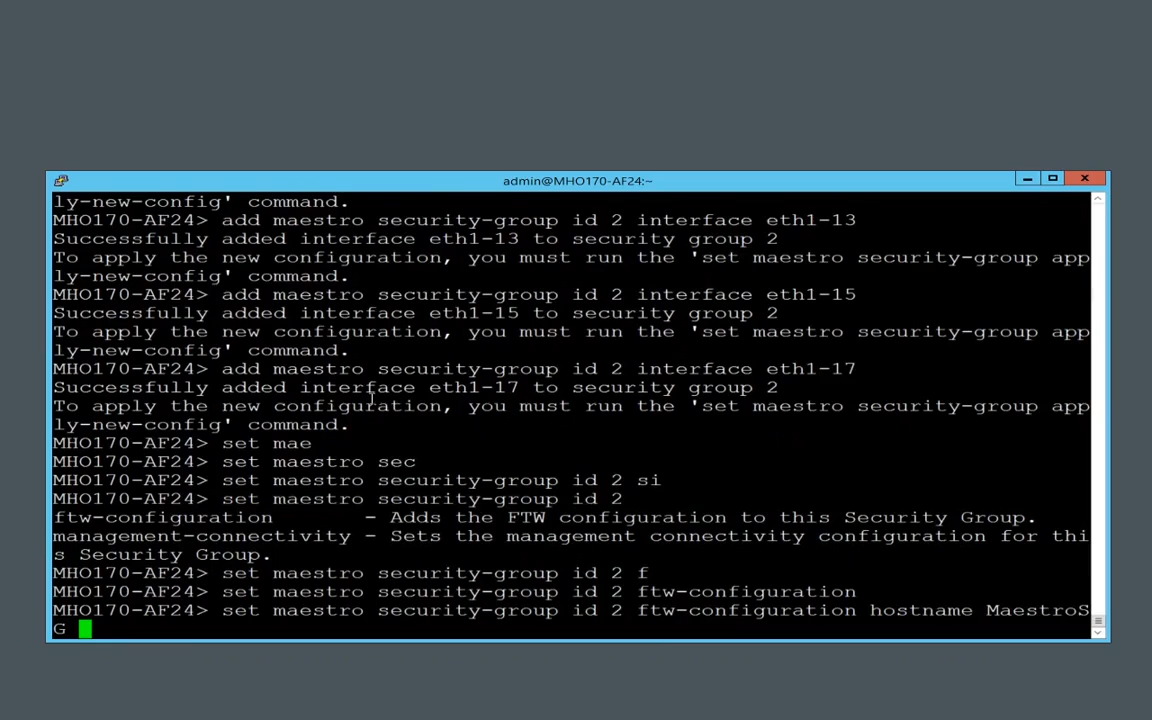 admin@MHO170-AF24:~
ly-new-config' command.
MHO170-AF24> add maestro security-group id 2 interface eth1-13
Successfully added interface eth1-13 to security group 2
To apply the new configuration, you must run the 'set maestro security-group app
ly-new-config' command.
MHO170-AF24> add maestro security-group id 2 interface eth1-15
Successfully added interface eth1-15 to security group 2
To apply the new configuration, you must run the 'set maestro security-group app
ly-new-config' command.
MHO170-AF24> add maestro security-group id 2 interface eth1-17
Successfully added interface eth1-17 to security group 2
To apply the new configuration, you must run the 'set maestro security-group app
ly-new-config' command.
MHO170-AF24> set mae
MHO170-AF24> set maestro sec
MHO170-AF24> set maestro security-group id 2 si
MHO170-AF24> set maestro security-group id 2
ftw-configuration       - Adds the FTW configuration to this Security Group.
management-connectivity - Sets the management connectivity configuration for thi
s Security Group.
MHO170-AF24> set maestro security-group id 2 f
MHO170-AF24> set maestro security-group id 2 ftw-configuration
MHO170-AF24> set maestro security-group id 2 ftw-configuration hostname MaestroS
G